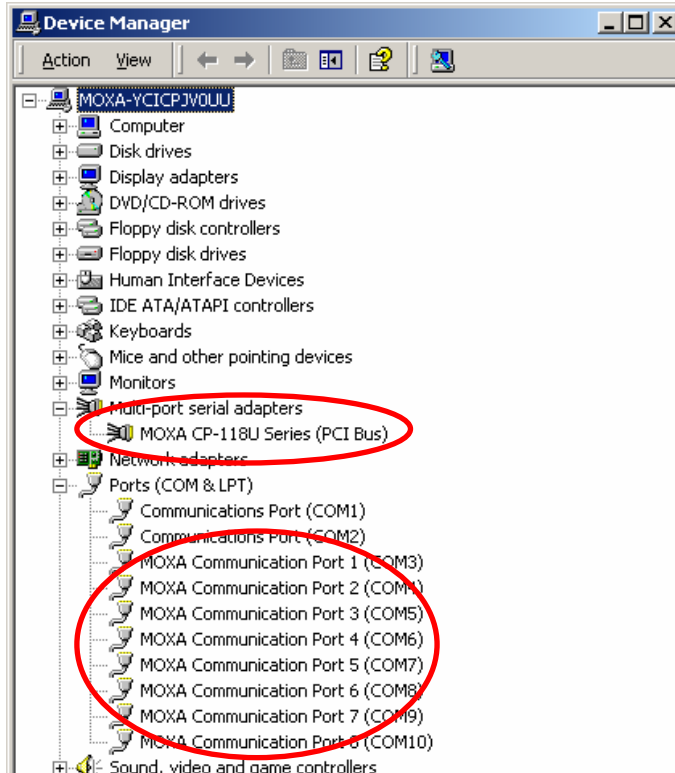 Device Manager
Action View
MOXA-YCICPJV0UU
Computer
Disk drives
Display adapters
DVD/CD-ROM drives
Floppy disk controllers
Floppy disk drives
Human Interface Devices
IDE ATA/ATAPI controllers
Keyboards
Mice and other pointing devices
Monitors
Multi-port serial adapters
MOXA CP-118U Series (PCI Bus)
Network adapters
Ports (COM & LPT)
Communications Port (COM1)
Communications Port (COM2)
MOXA Communication Port 1 (COM3)
MOXA Communication Port 2 (COM4)
MOXA Communication Port 3 (COM5)
MOXA Communication Port 4 (COM6)
MOXA Communication Port 5 (COM7)
MOXA Communication Port 6 (COM8)
MOXA Communication Port 7 (COM9)
MOXA Communication Port 8 (COM10)
Sound, video and game controllers